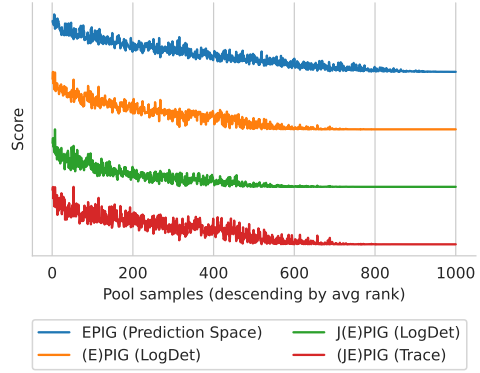 Score
0 200 400 600 800 1000
Pool samples (descending by avg rank)
EPIG (Prediction Space) J(E)PIG (LogDet)
(E)PIG (LogDet) (JE)PIG (Trace)